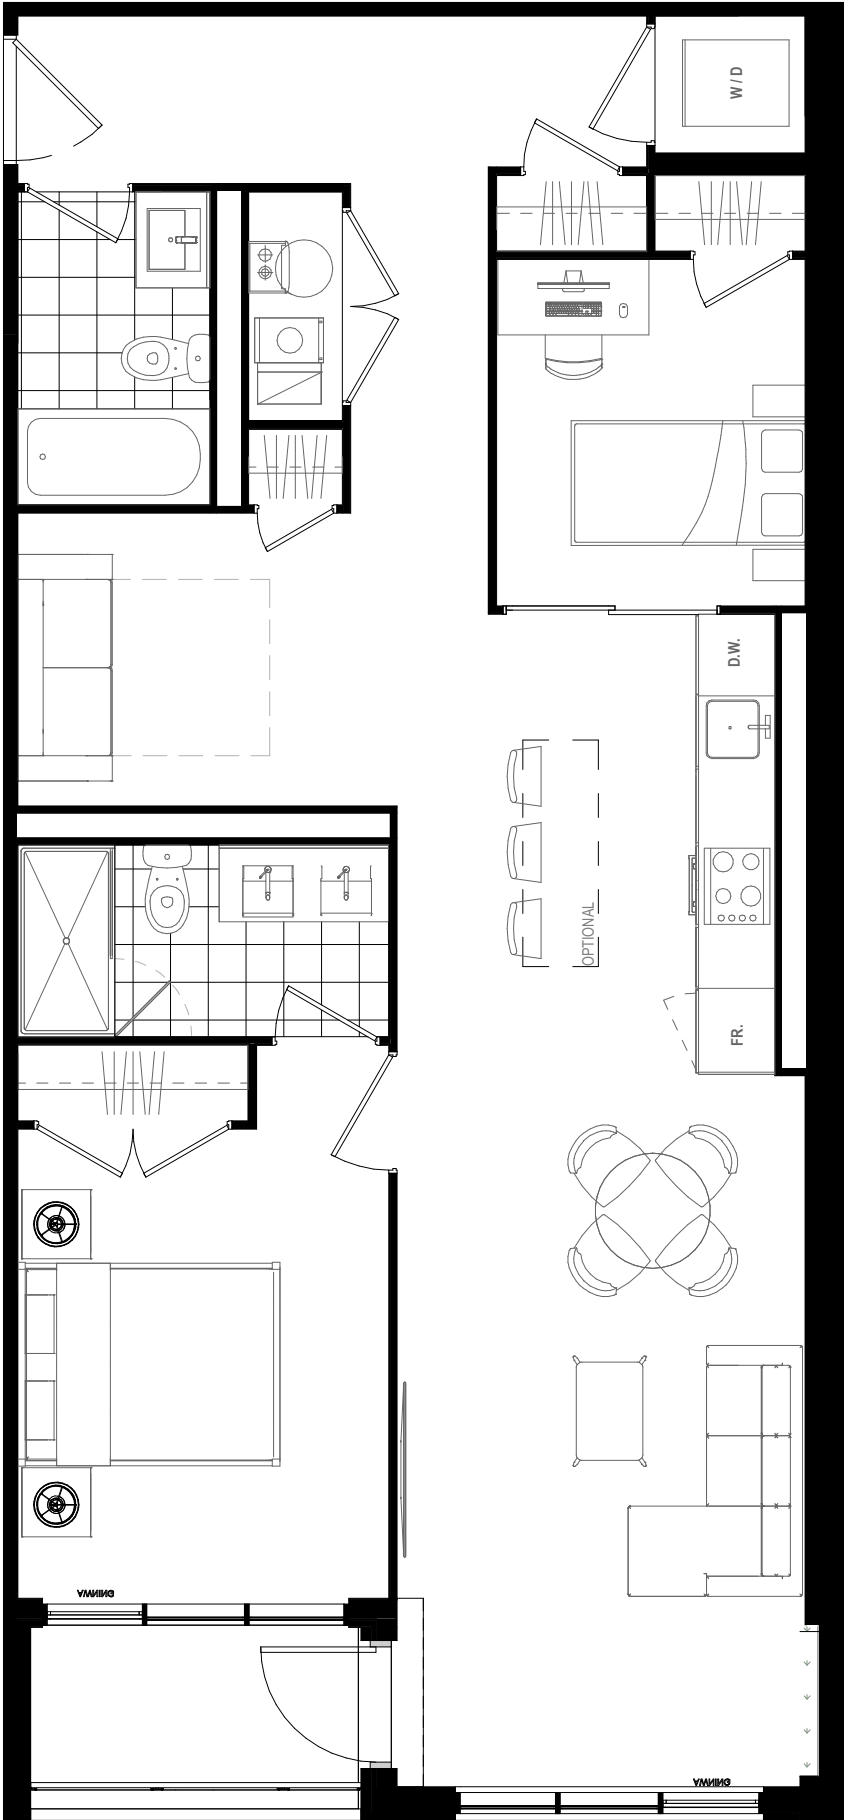 W / D
D.W.
OPTIONAL
FR.
AWNING
AWNING